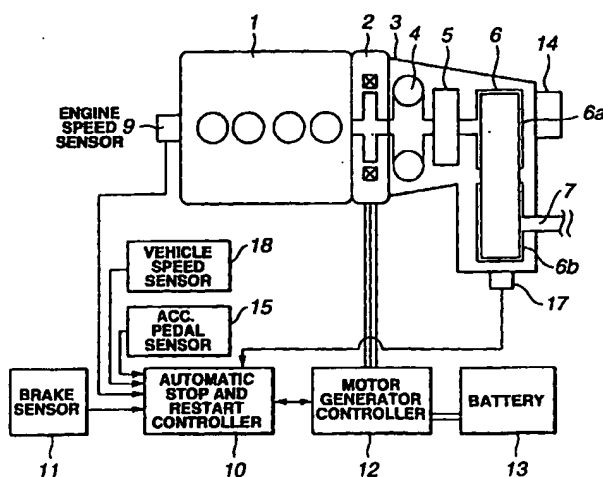 1
2
3
4
5
6
14
6a
ENGINE
SPEED
SENSOR
9
7
6b
17
VEHICLE
SPEED
SENSOR
18
ACC.
PEDAL
SENSOR
15
BRAKE
SENSOR
11
AUTOMATIC
STOP AND
RESTART
CONTROLLER
10
MOTOR
GENERATOR
CONTROLLER
12
BATTERY
13